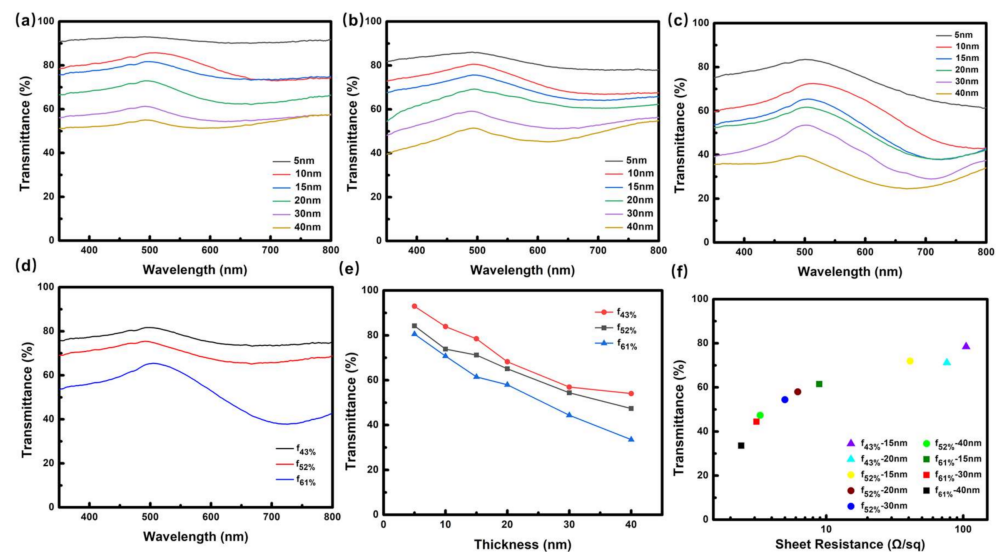 (a)
Transmittance (%)
100
80
60
40
20
0
5nm
10nm
15nm
20nm
30nm
40nm
400 500 600 700 800
Wavelength (nm)
(b)
Transmittance (%)
100
80
60
40
20
0
5nm
10nm
15nm
20nm
30nm
40nm
400 500 600 700 800
Wavelength (nm)
(c)
Transmittance (%)
100
80
60
40
20
0
5nm
10nm
15nm
20nm
30nm
40nm
400 500 600 700 800
Wavelength (nm)
(d)
Transmittance (%)
100
80
60
40
20
0
f43%
f52%
f61%
400 500 600 700 800
Wavelength (nm)
(e)
Transmittance (%)
100
80
60
40
20
0
f43%
f52%
f61%
0 10 20 30 40
Thickness (nm)
(f)
Transmittance (%)
100
80
60
40
20
0
f43%-15nm f52%-40nm
f43%-20nm f61%-15nm
f52%-15nm f61%-30nm
f52%-20nm f61%-40nm
f52%-30nm
10 100
Sheet Resistance (Ω/sq)